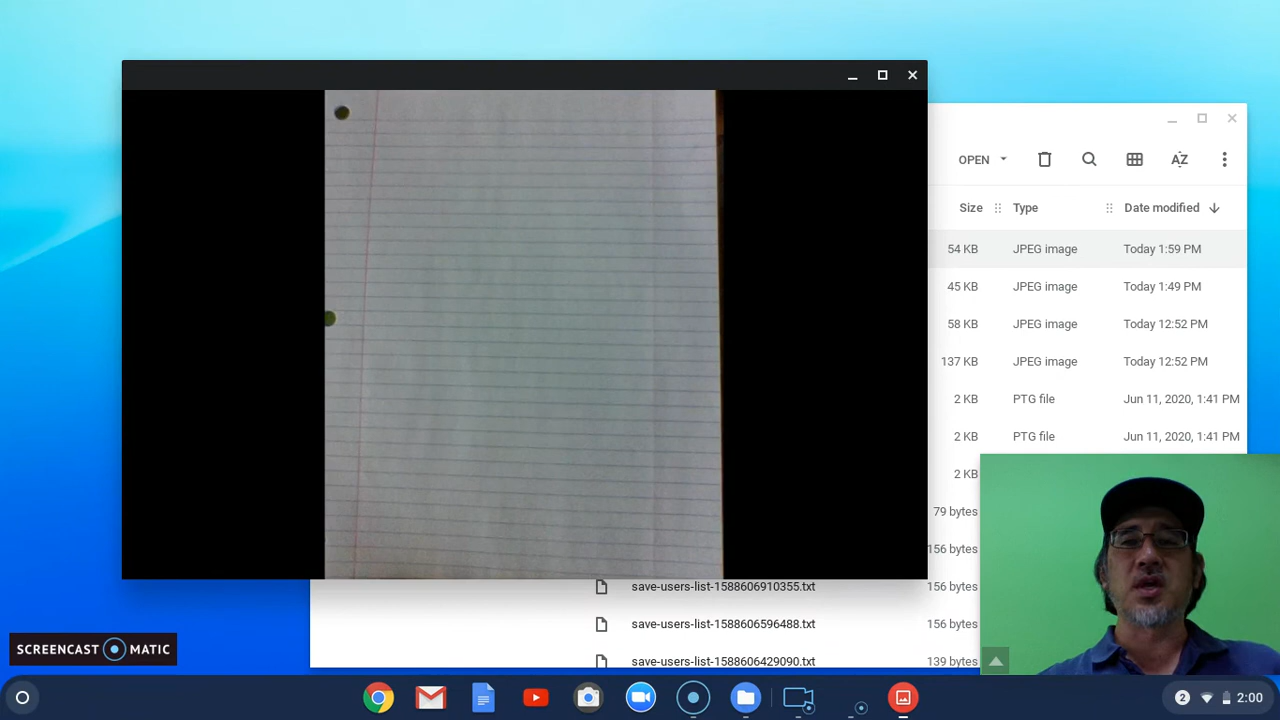 OPEN
AZ
Size Type Date modified
54 KB JPEG image Today 1:59 PM
45 KB JPEG image Today 1:49 PM
58 KB JPEG image Today 12:52 PM
137 KB JPEG image Today 12:52 PM
2 KB PTG file Jun 11, 2020, 1:41 PM
2 KB PTG file Jun 11, 2020, 1:41 PM
2 KB
79 bytes
156 bytes
save-users-list-1588606910355.txt 156 bytes
save-users-list-1588606596488.txt 156 bytes
save-users-list-1588606429090.txt 139 bytes
SCREENCAST MATIC
2 2:00